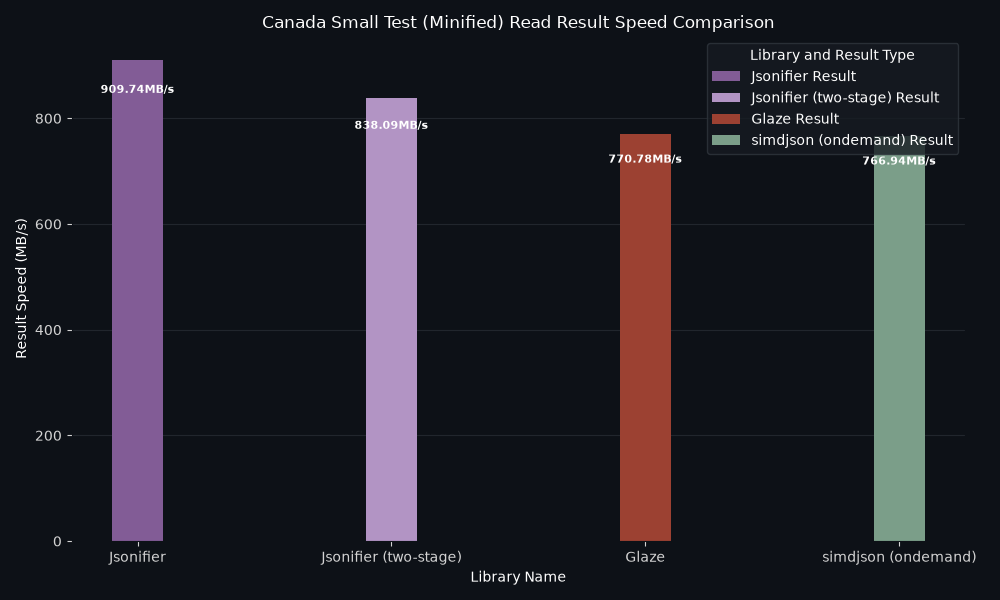 Canada Small Test (Minified) Read Result Speed Comparison
Library and Result Type
Jsonifier Result
Jsonifier (two-stage) Result
Glaze Result
simdjson (ondemand) Result
909.74MB/s
838.09MB/s
770.78MB/s
766.94MB/s
Result Speed (MB/s)
800
600
400
200
0
Jsonifier
Jsonifier (two-stage)
Glaze
simdjson (ondemand)
Library Name